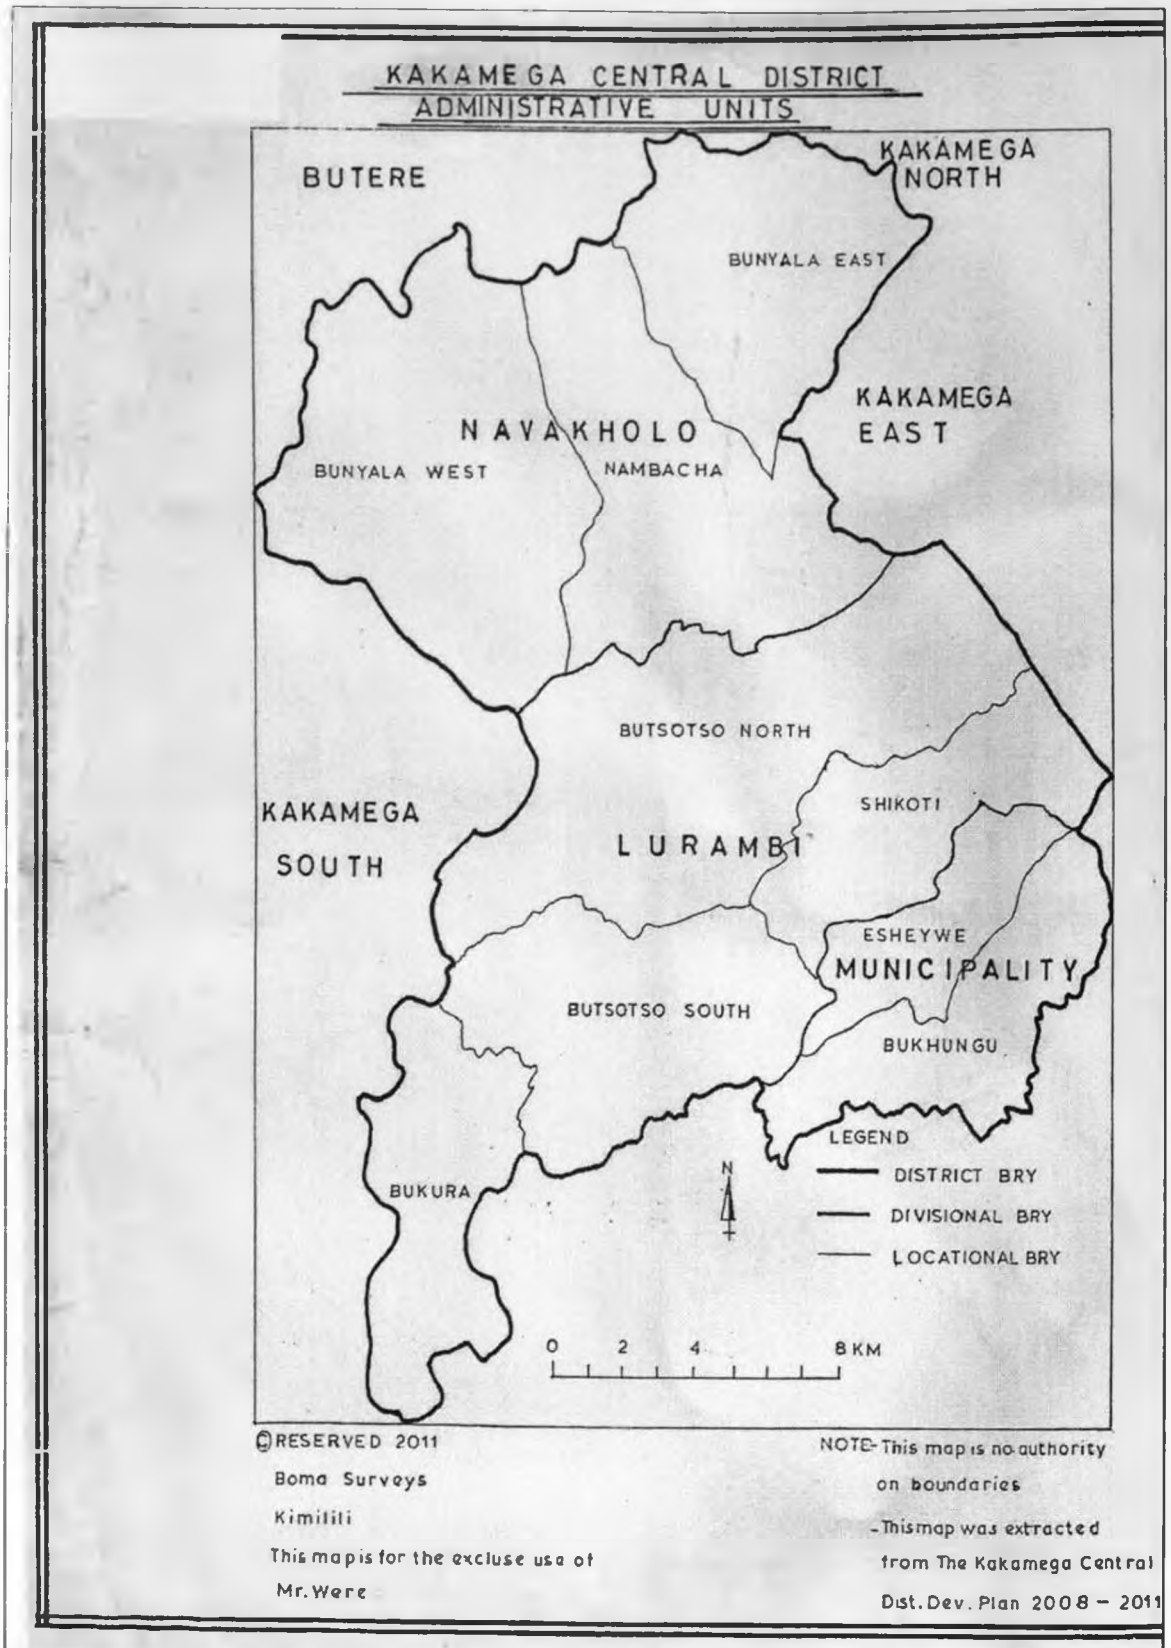 KAKAMEGA CENTRAL DISTRICT
ADMINISTRATIVE UNITS
BUTERE
KAKAMEGA
NORTH
BUNYALA EAST
KAKAMEGA
EAST
NAVAKHOLO
BUNYALA WEST
NAMBACHA
BUTSOTSO NORTH
SHIKOTI
KAKAMEGA
SOUTH
LURAMBI
ESHEYWE
MUNICIPALITY
BUTSOTSO SOUTH
BUKHUNGU
BUKURA
LEGEND
N
DISTRICT BRY
DIVISIONAL BRY
LOCATIONAL BRY
0 2 4 8 KM
©RESERVED 2011
Boma Surveys
Kimilili
This map is for the excluse use of
Mr. Were
NOTE- This map is no authority
on boundaries
- This map was extracted
from The Kakamega Central
Dist. Dev. Plan 2008 - 2011